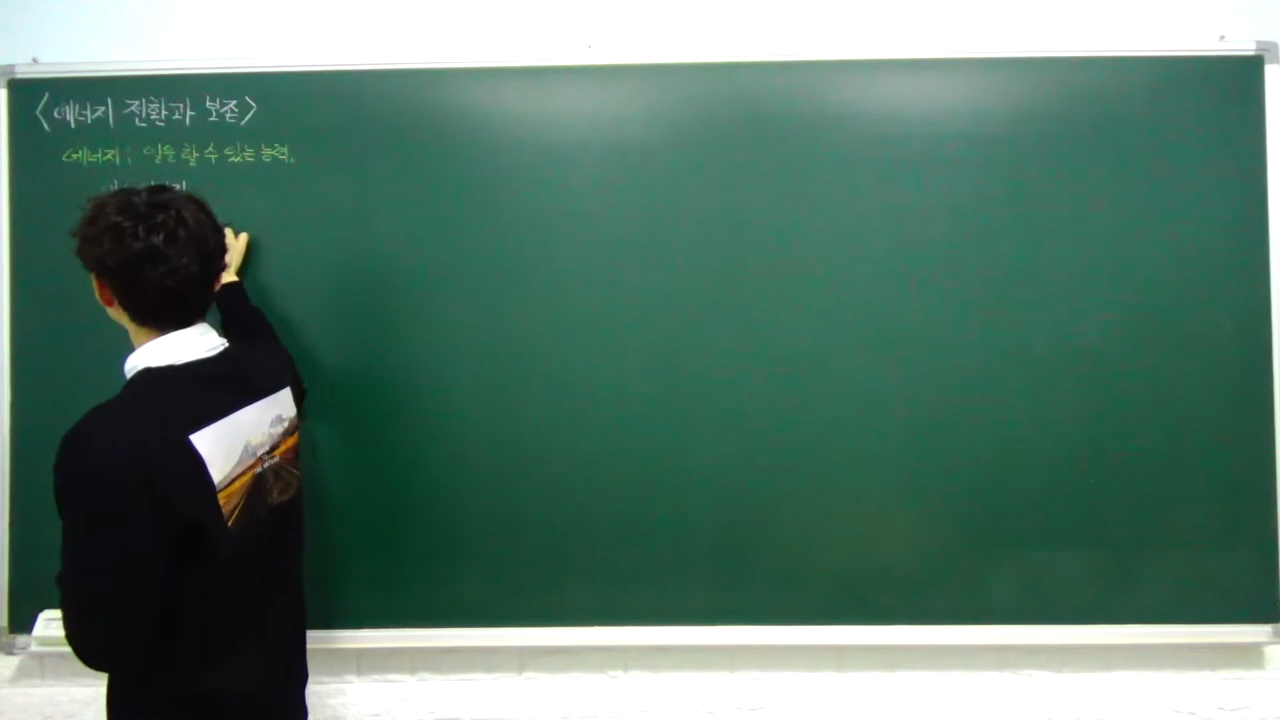 <에너지 전환과 보존>
에너지 : 일을 할 수 있는 능력.